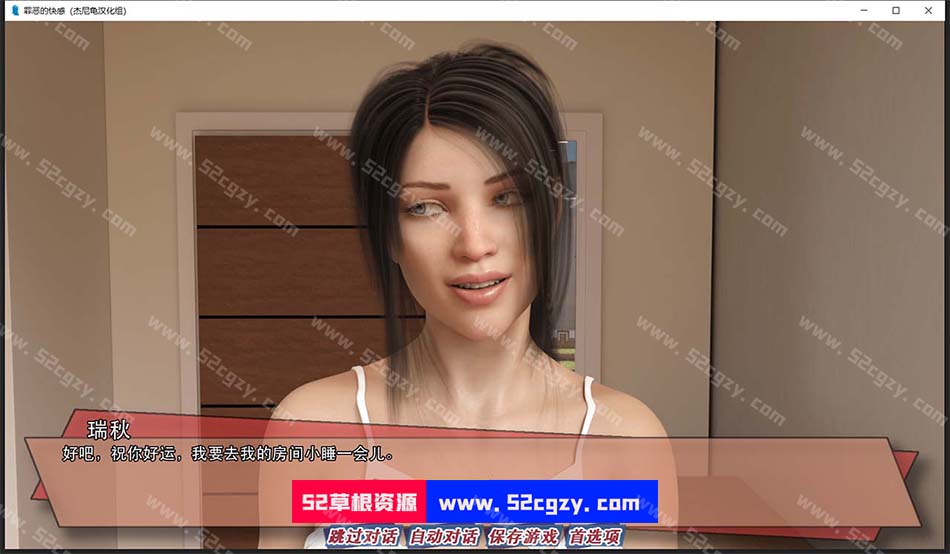 罪恶的快感 (杰尼龟汉化组)
瑞秋
好吧，祝你好运，我要去我的房间小睡一会儿。
52草根资源 www.52cgzy.com
跳过对话 自动对话 保存游戏 首选项
www.52cgzy.com